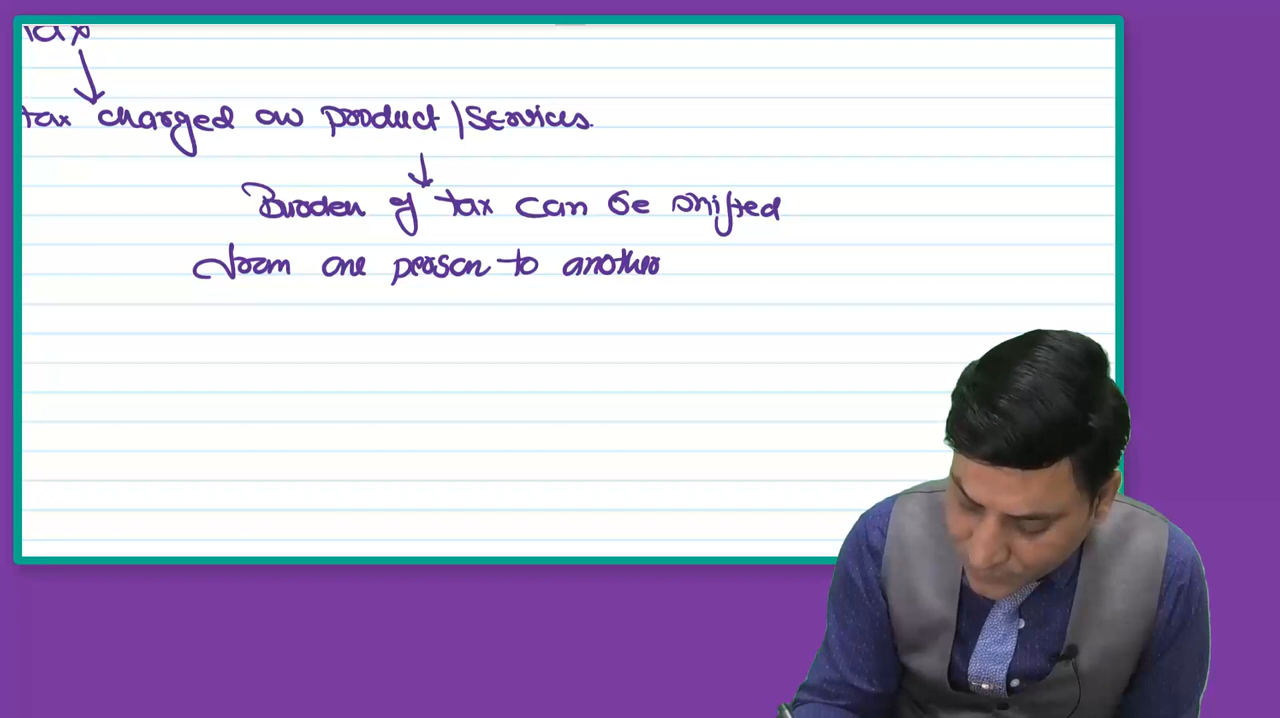 Tax
tax charged on product/Services.
Burden of tax can be shifted
from one person to another